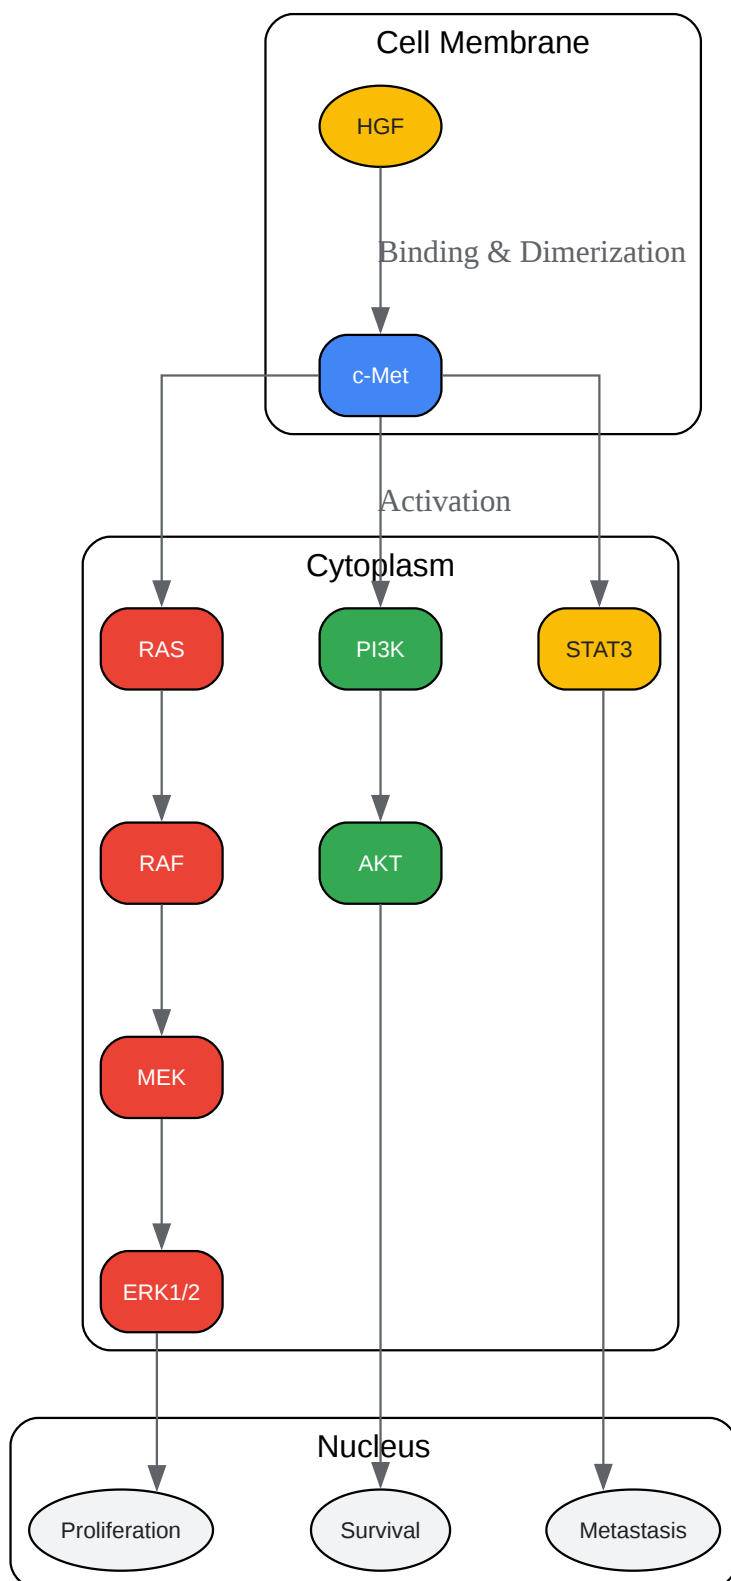 Cell Membrane
HGF
Binding & Dimerization
c-Met
Activation
Cytoplasm
RAS
PI3K
STAT3
RAF
AKT
MEK
ERK1/2
Nucleus
Proliferation
Survival
Metastasis